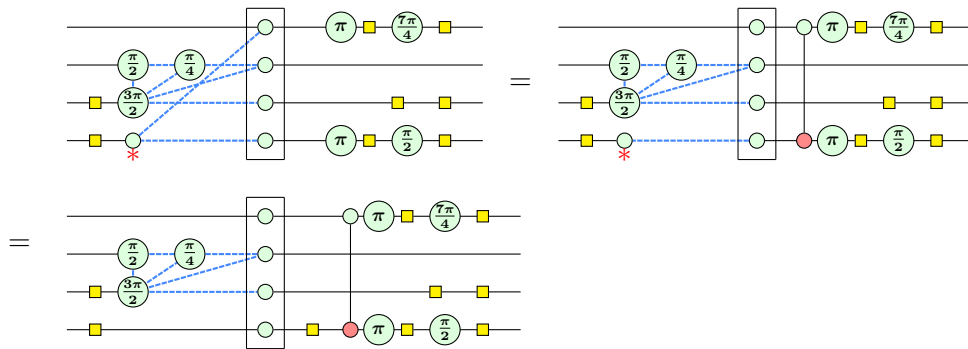 π 7π/4 π 7π/4
π/2 π/4 = π/2 π/4
3π/2 3π/2
π π/2 π π/2
* *
π 7π/4
= π/2 π/4
3π/2
π π/2